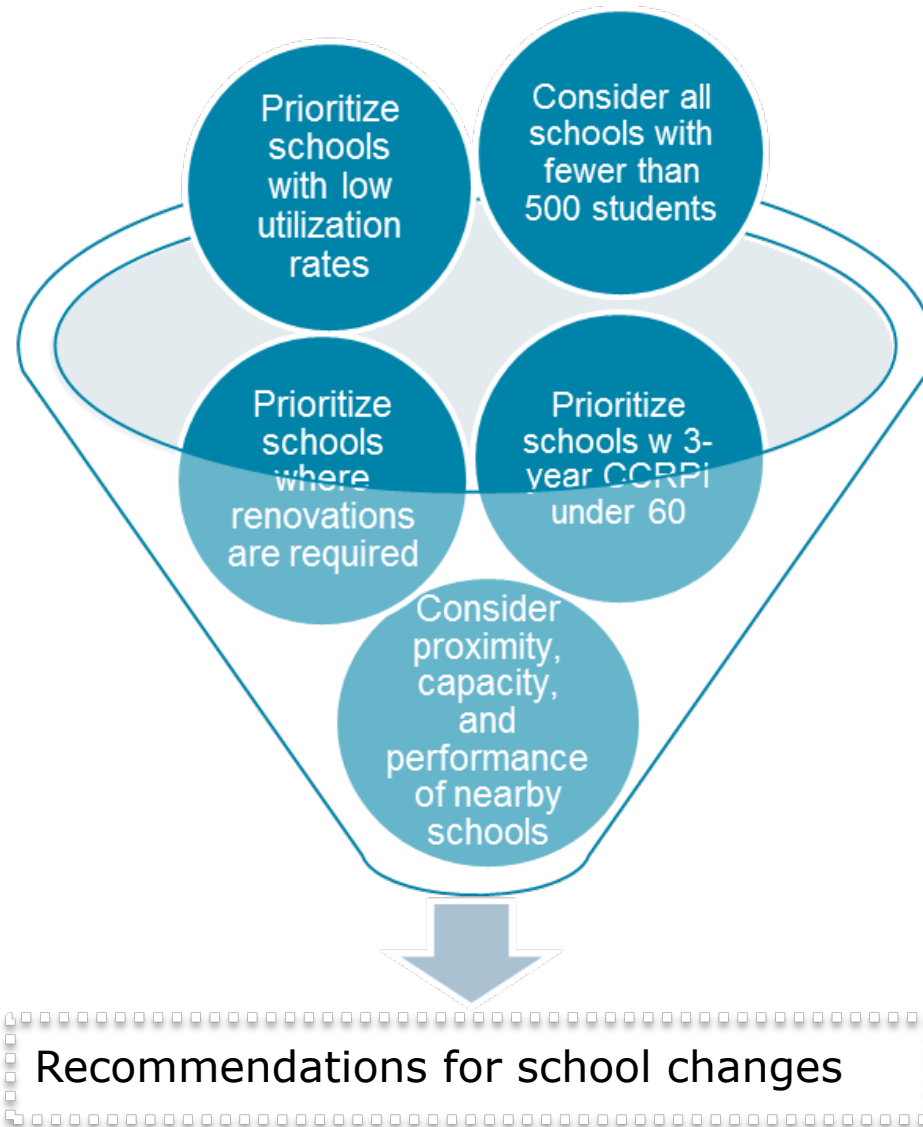 Prioritize
schools
with low
utilization
rates
Consider all
schools with
fewer than
500 students
Prioritize
schools
where
renovations
are required
Prioritize
schools w 3-
year CCRPI
under 60
Consider
proximity,
capacity,
and
performance
of nearby
schools
Recommendations for school changes